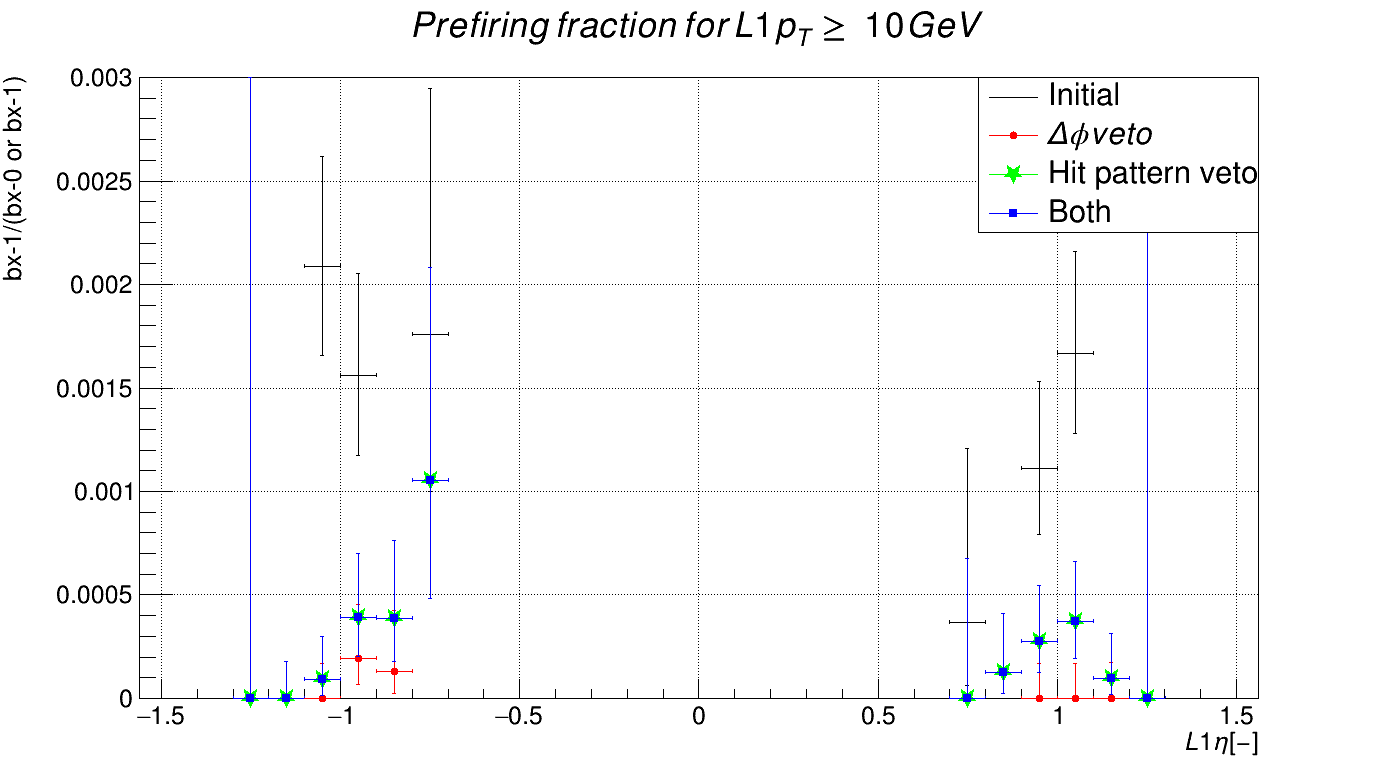 Prefiring fraction for L1 p_T ≥ 10GeV
bx-1/(bx-0 or bx-1)
0.003
0.0025
0.002
0.0015
0.001
0.0005
0
Initial
Δϕ veto
Hit pattern veto
Both
−1.5 −1 −0.5 0 0.5 1 1.5
L1 η[−]